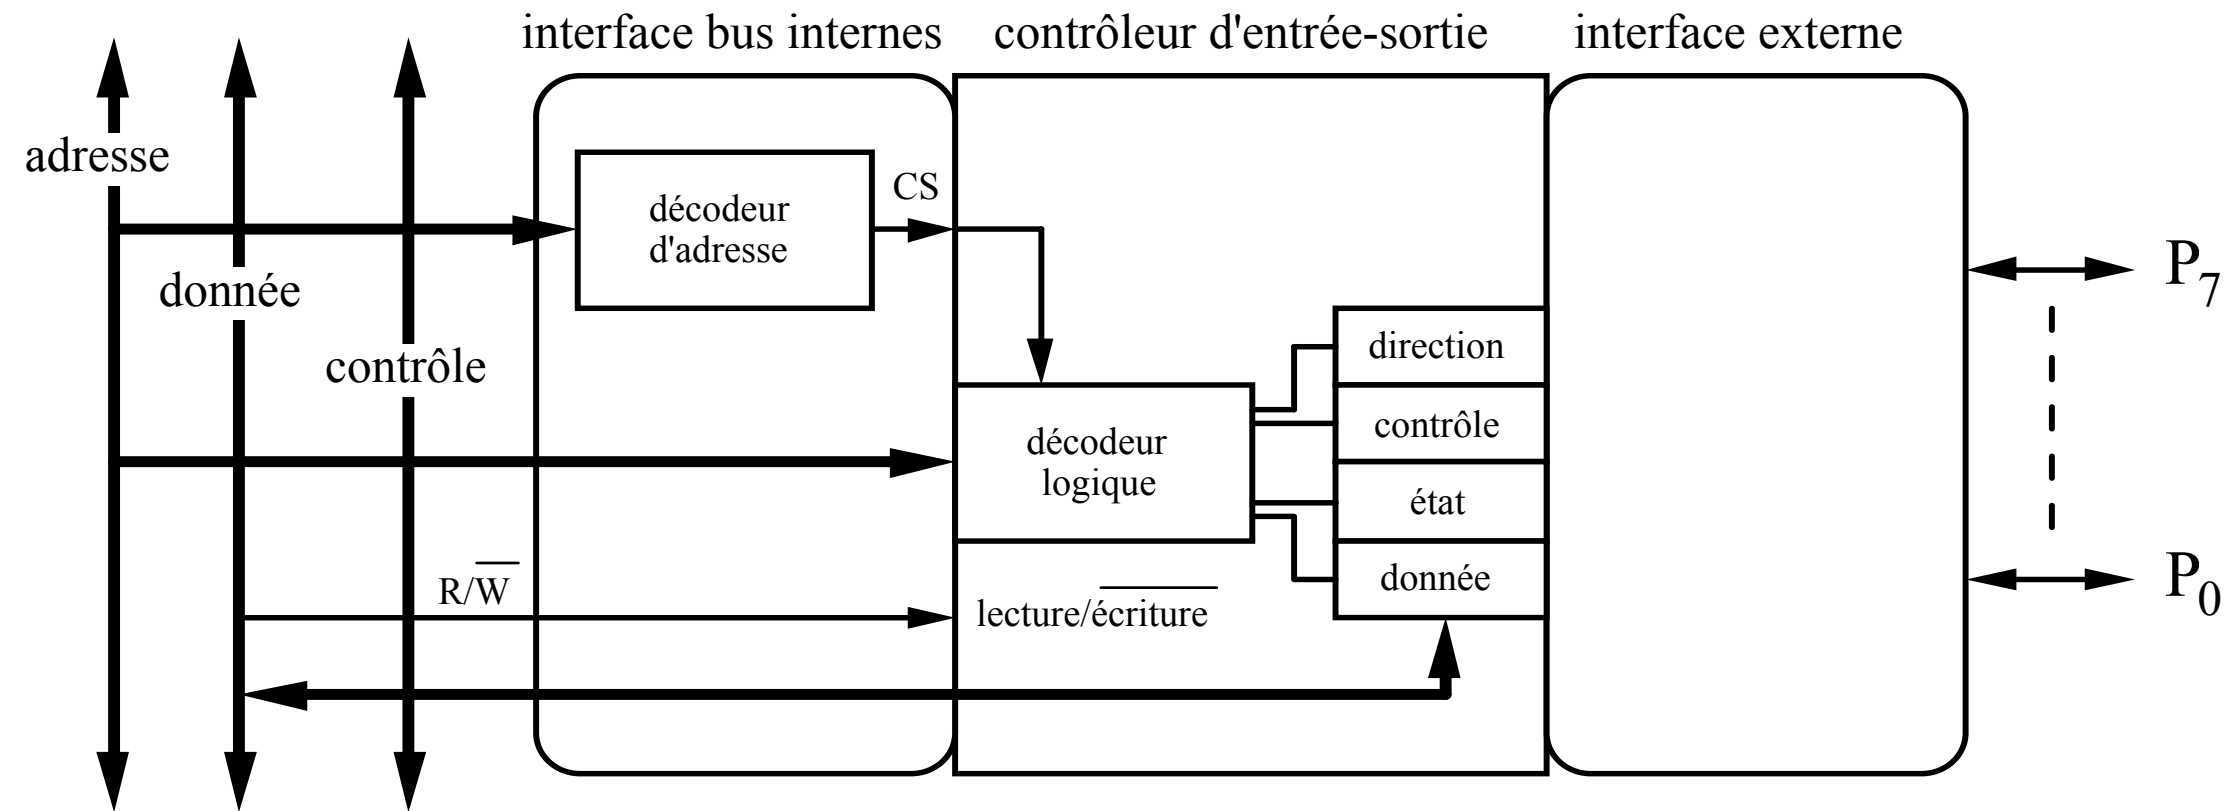 interface bus internes
contrôleur d'entrée-sortie
interface externe
adresse
donnée
contrôle
décodeur
d'adresse
CS
décodeur
logique
direction
contrôle
état
donnée
R/W̅
lecture/é̅c̅r̅i̅t̅u̅r̅e̅
P₇
P₀